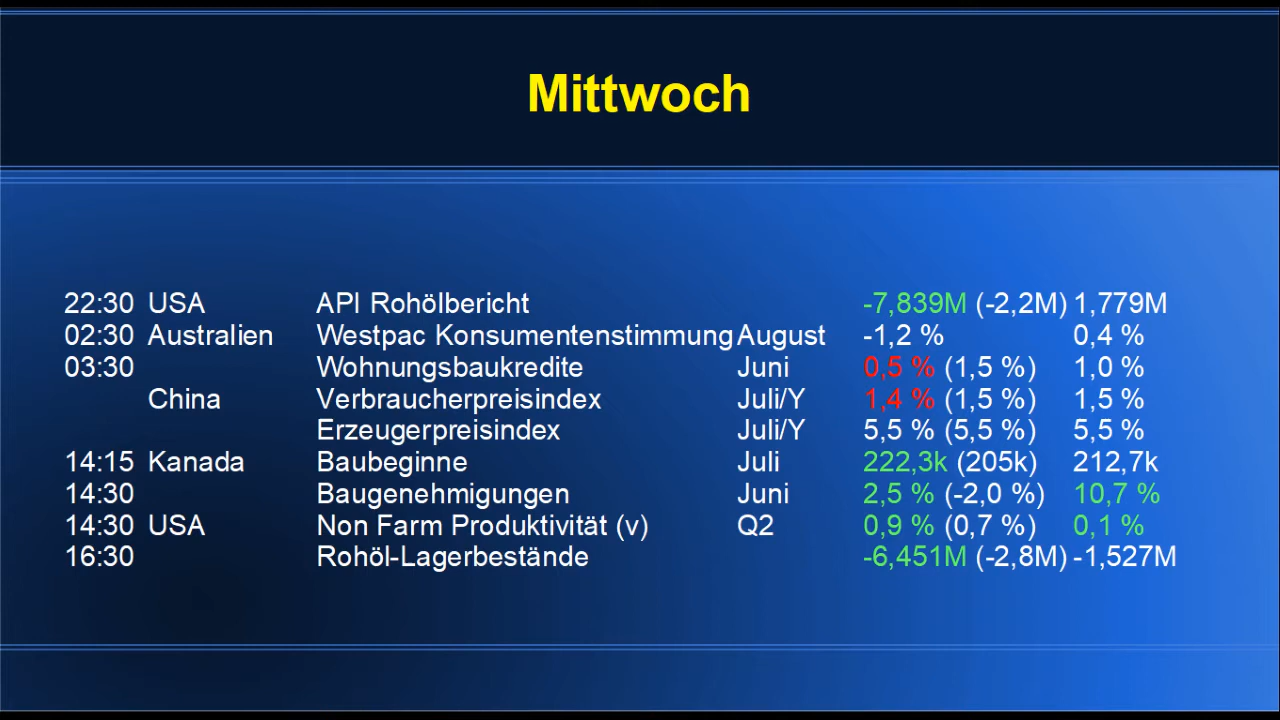 Mittwoch
22:30 USA API Rohölbericht -7,839M (-2,2M) 1,779M
02:30 Australien Westpac Konsumentenstimmung August -1,2 % 0,4 %
03:30 Wohnungsbaukredite Juni 0,5 % (1,5 %) 1,0 %
China Verbraucherpreisindex Juli/Y 1,4 % (1,5 %) 1,5 %
Erzeugerpreisindex Juli/Y 5,5 % (5,5 %) 5,5 %
14:15 Kanada Baubeginne Juli 222,3k (205k) 212,7k
14:30 Baugenehmigungen Juni 2,5 % (-2,0 %) 10,7 %
14:30 USA Non Farm Produktivität (v) Q2 0,9 % (0,7 %) 0,1 %
16:30 Rohöl-Lagerbestände -6,451M (-2,8M) -1,527M